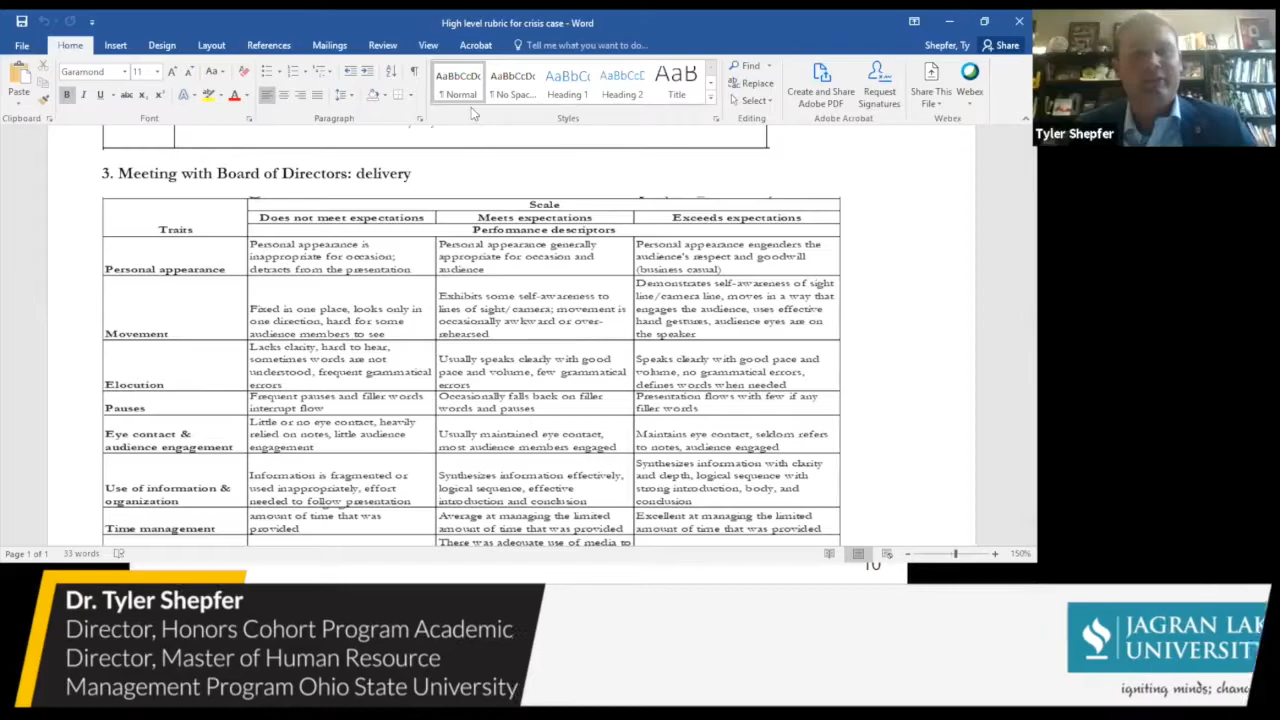 High level rubric for crisis case - Word
File Home Insert Design Layout References Mailings Review View Acrobat Tell me what you want to do... Shepfer, Ty Share
Paste
Garamond 11
Clipboard Font Paragraph Styles Editing Adobe Acrobat Webex
AaBbCcDc AaBbCcDc AaBbCc AaBbCcD AaB
¶ Normal ¶ No Spac... Heading 1 Heading 2 Title
Find
Replace
Select
Create and Share Adobe PDF
Request Signatures
Share This File
Webex
Tyler Shepfer
3. Meeting with Board of Directors: delivery
Scale
Does not meet expectations Meets expectations Exceeds expectations
Traits
Performance descriptors
Personal appearance
Personal appearance is
inappropriate for occasion;
detracts from the presentation
Personal appearance generally
appropriate for occasion and
audience
Personal appearance engenders the
audience's respect and goodwill
(business casual)
Movement
Fixed in one place, looks only in
one direction, hard for some
audience members to see
Exhibits some self-awareness to
lines of sight/camera; movement is
occasionally awkward or over-
rehearsed
Demonstrates self-awareness of sight
line/camera line, moves in a way that
engages the audience, uses effective
hand gestures, audience eyes are on
the speaker
Elocution
Lacks clarity, hard to hear,
sometimes words are not
understood, frequent grammatical
errors
Usually speaks clearly with good
pace and volume, few grammatical
errors
Speaks clearly with good pace and
volume, no grammatical errors,
defines words when needed
Pauses
Frequent pauses and filler words
interrupt flow
Occasionally falls back on filler
words and pauses
Presentation flows with few if any
filler words
Eye contact &
audience engagement
Little or no eye contact, heavily
relied on notes, little audience
engagement
Usually maintained eye contact,
most audience members engaged
Maintains eye contact, seldom refers
to notes, audience engaged
Use of information &
organization
Information is fragmented or
used inappropriately, effort
needed to follow presentation
Synthesizes information effectively,
logical sequence, effective
introduction and conclusion
Synthesizes information with clarity
and depth, logical sequence with
strong introduction, body, and
conclusion
Time management
amount of time that was
provided
Average at managing the limited
amount of time that was provided
Excellent at managing the limited
amount of time that was provided
There was adequate use of media to
Page 1 of 1 33 words 150%
10
Dr. Tyler Shepfer
Director, Honors Cohort Program Academic
Director, Master of Human Resource
Management Program Ohio State University
JAGRAN LAK
UNIVERSITY
igniting minds; chang